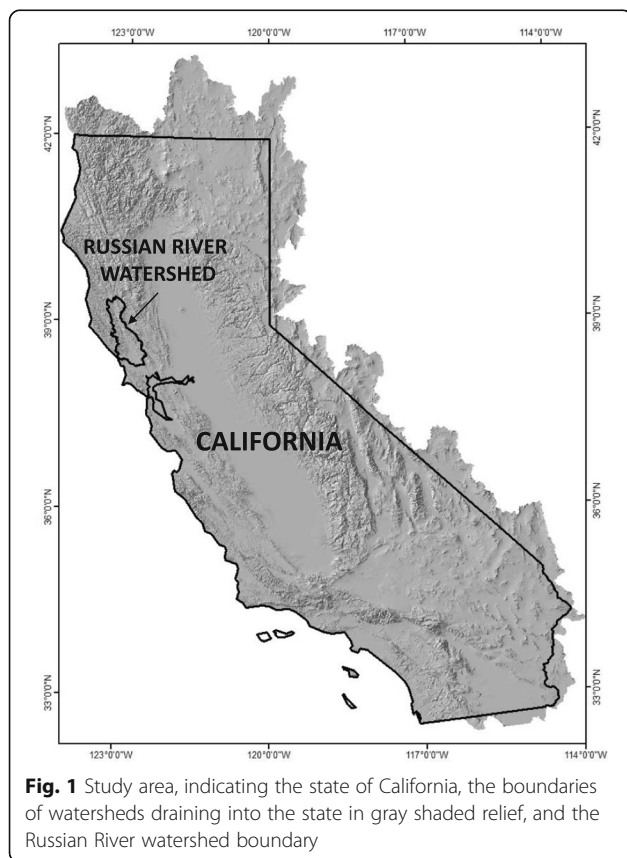 123°0'0"W 120°0'0"W 117°0'0"W 114°0'0"W
42°0'0"N
42°0'0"N
RUSSIAN RIVER
WATERSHED
39°0'0"N
39°0'0"N
CALIFORNIA
36°0'0"N
36°0'0"N
33°0'0"N
33°0'0"N
123°0'0"W 120°0'0"W 117°0'0"W 114°0'0"W
Fig. 1 Study area, indicating the state of California, the boundaries
of watersheds draining into the state in gray shaded relief, and the
Russian River watershed boundary